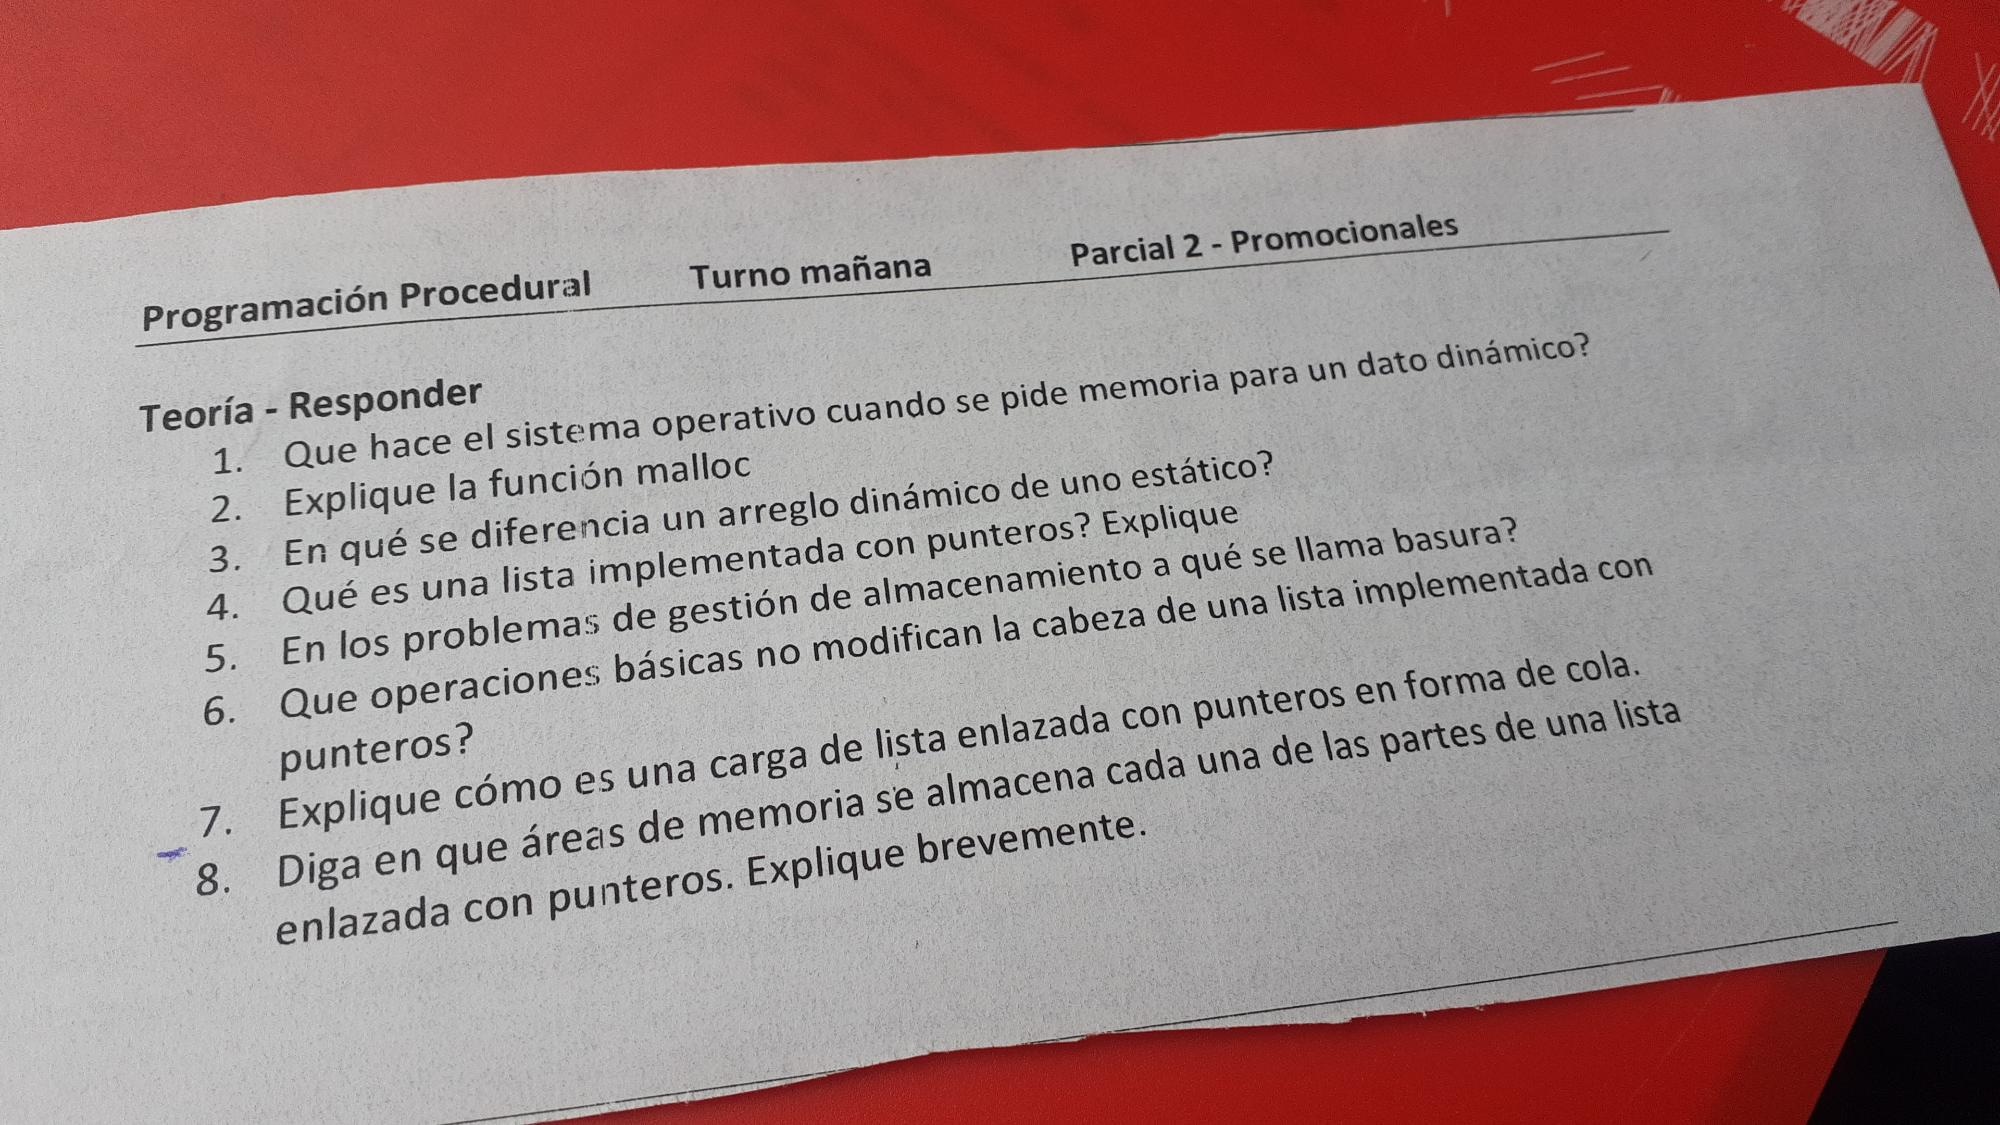 Programación Procedural Turno mañana Parcial 2 - Promocionales
Teoría - Responder
1. Que hace el sistema operativo cuando se pide memoria para un dato dinámico?
2. Explique la función malloc
3. En qué se diferencia un arreglo dinámico de uno estático?
4. Qué es una lista implementada con punteros? Explique
5. En los problemas de gestión de almacenamiento a qué se llama basura?
6. Que operaciones básicas no modifican la cabeza de una lista implementada con
punteros?
7. Explique cómo es una carga de lista enlazada con punteros en forma de cola.
8. Diga en que áreas de memoria se almacena cada una de las partes de una lista
enlazada con punteros. Explique brevemente.